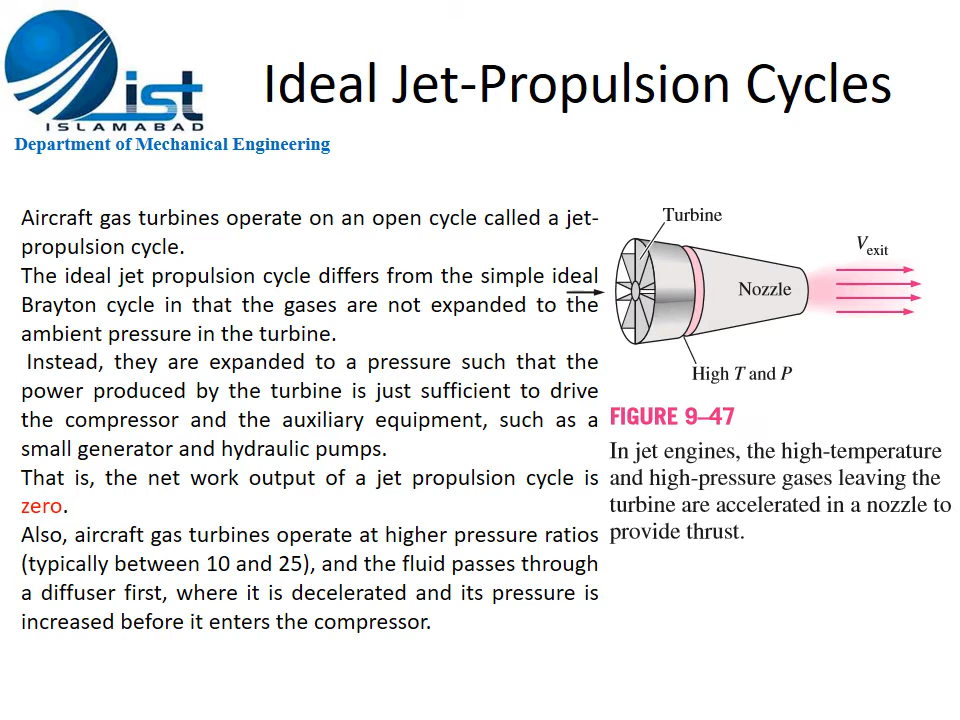 ist
ISLAMABAD
Department of Mechanical Engineering
Ideal Jet-Propulsion Cycles
Aircraft gas turbines operate on an open cycle called a jet-
propulsion cycle.
The ideal jet propulsion cycle differs from the simple ideal
Brayton cycle in that the gases are not expanded to the
ambient pressure in the turbine.
Instead, they are expanded to a pressure such that the
power produced by the turbine is just sufficient to drive
the compressor and the auxiliary equipment, such as a
small generator and hydraulic pumps.
That is, the net work output of a jet propulsion cycle is
zero.
Also, aircraft gas turbines operate at higher pressure ratios
(typically between 10 and 25), and the fluid passes through
a diffuser first, where it is decelerated and its pressure is
increased before it enters the compressor.
Turbine
Vexit
Nozzle
High T and P
FIGURE 9–47
In jet engines, the high-temperature
and high-pressure gases leaving the
turbine are accelerated in a nozzle to
provide thrust.